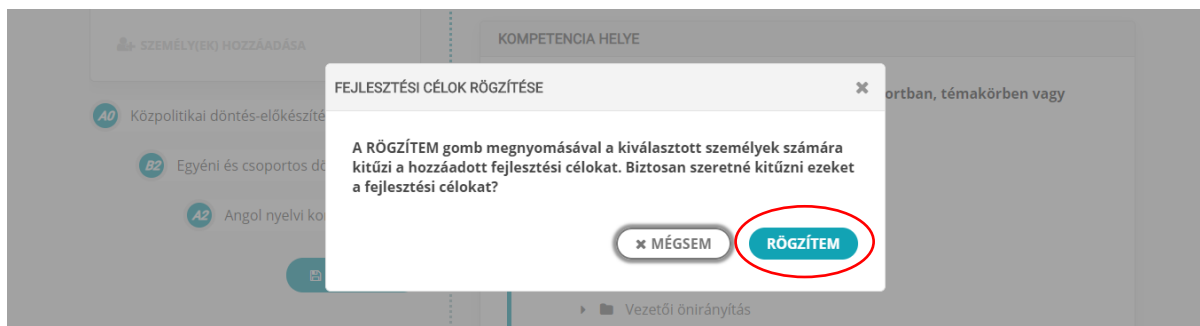 SZEMÉLY(EK) HOZZÁADÁSA
KOMPETENCIA HELYE
FEJLESZTÉSI CÉLOK RÖGZÍTÉSE
ortban, témakörben vagy
A0 Közpolitikai döntés-előkészíté
A RÖGZÍTEM gomb megnyomásával a kiválasztott személyek számára
kitűzi a hozzáadott fejlesztési célokat. Biztosan szeretné kitűzni ezeket
a fejlesztési célokat?
B2 Egyéni és csoportos dö
A2 Angol nyelvi ko
MÉGSEM
RÖGZÍTEM
Vezetői önirányítás